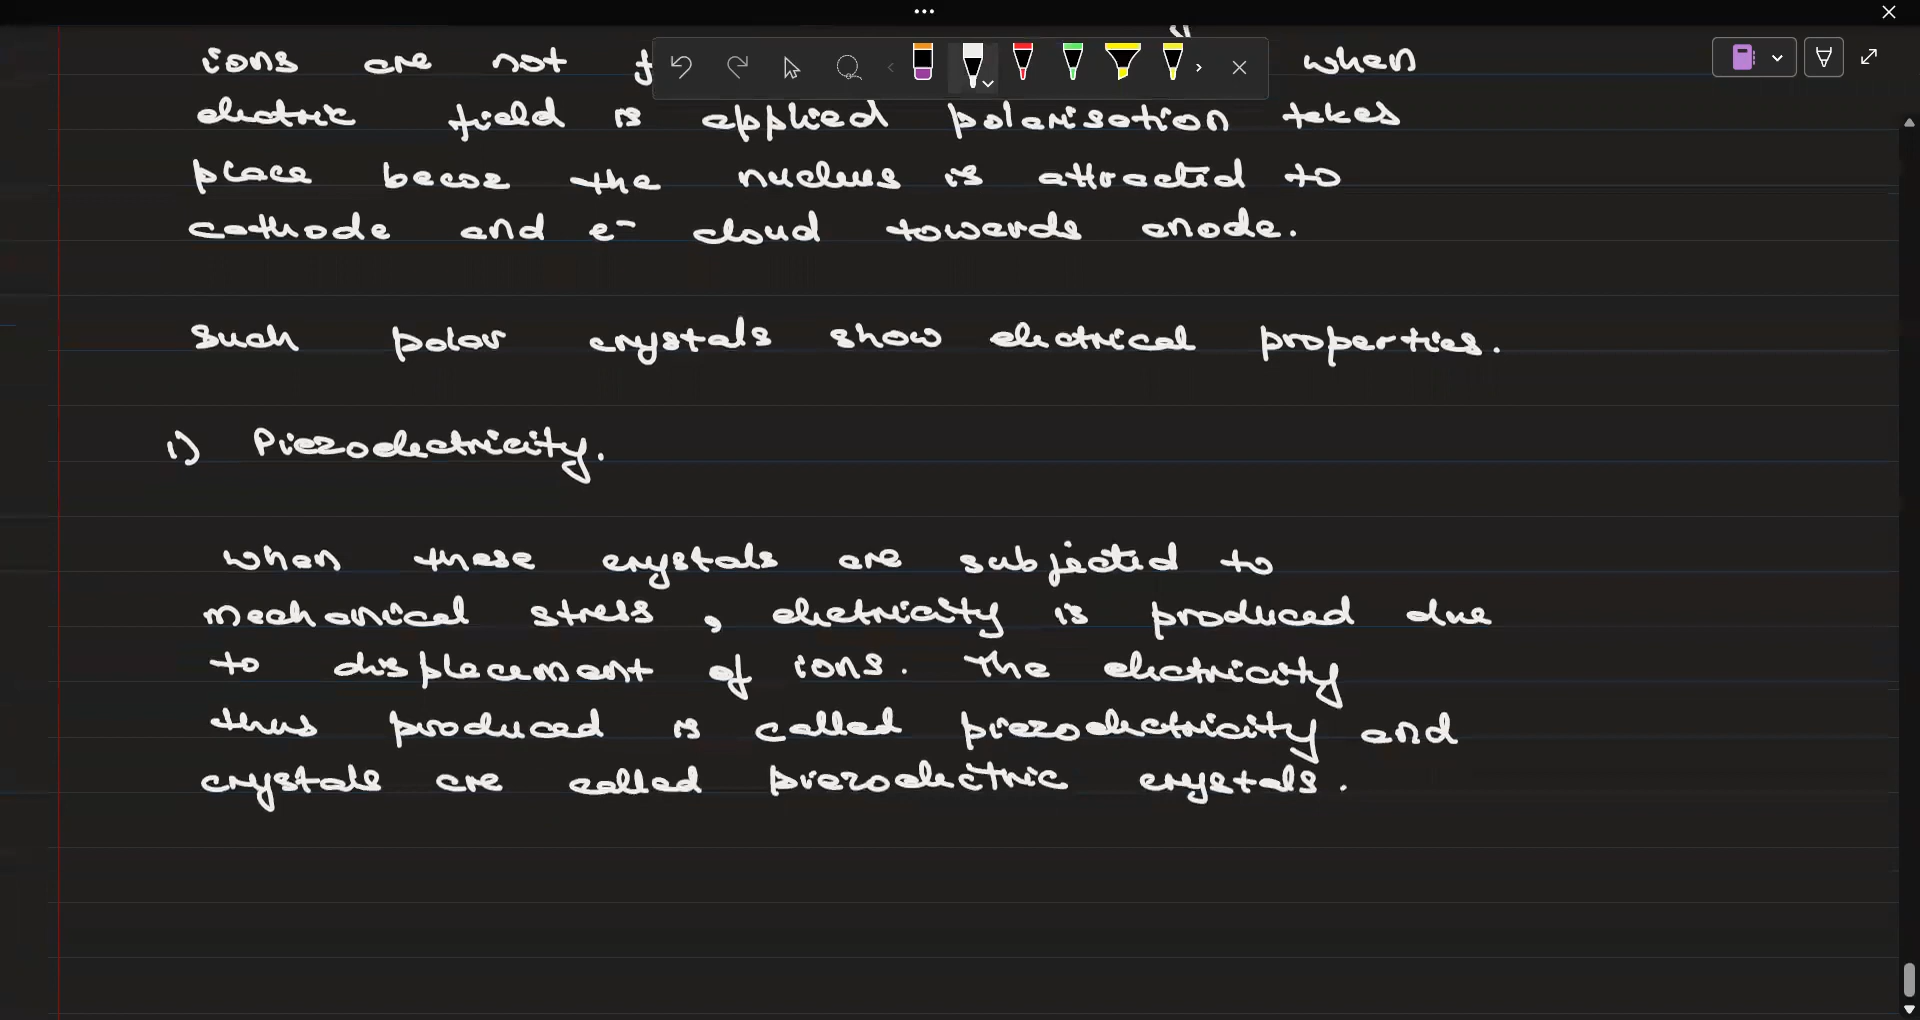 ions are not when
electric field is applied polarisation takes
place becoz the nucleus is attracted to
cathode and e⁻ cloud towards anode.
Such polar crystals show electrical properties.
1) Piezoelectricity.
when these crystals are subjected to
mechanical stress, electricity is produced due
to displacement of ions. The electricity
thus produced is called piezoelectricity and
crystals are called piezoelectric crystals.